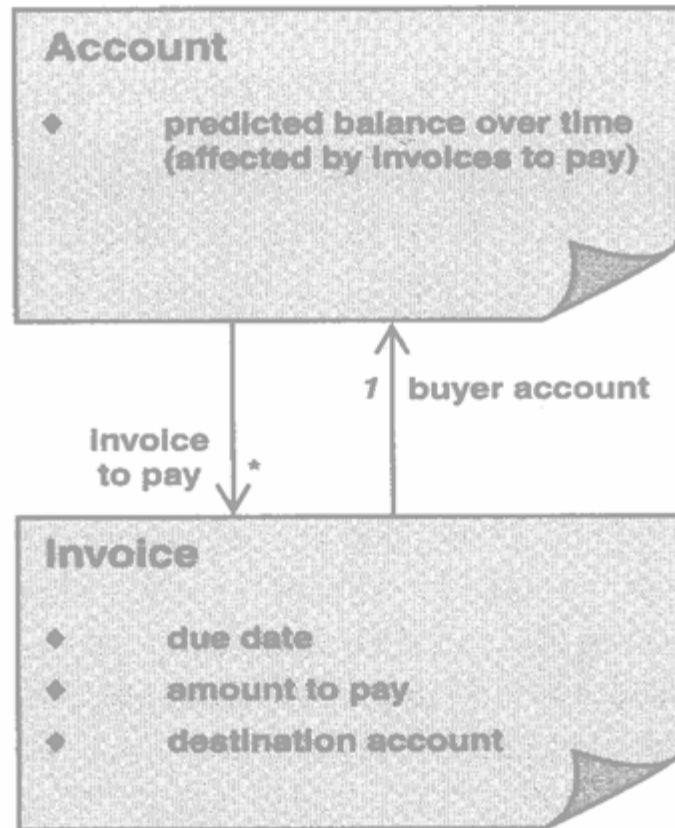 Account
◆ predicted balance over time
(affected by invoices to pay)
1 buyer account
invoice
to pay *
Invoice
◆ due date
◆ amount to pay
◆ destination account